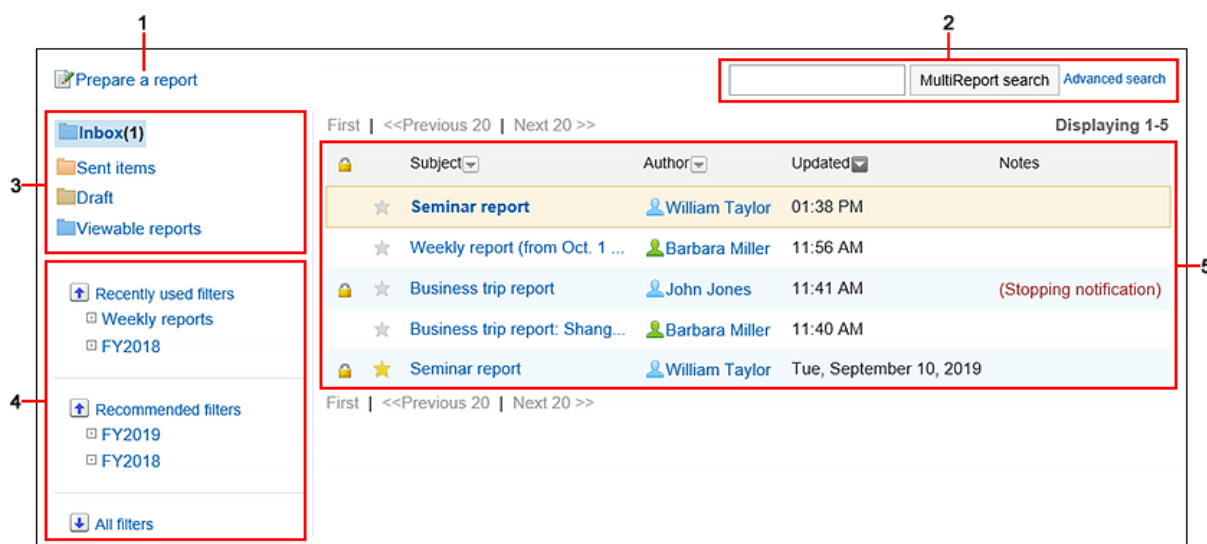 1
2
Prepare a report
MultiReport search Advanced search
3
Inbox(1)
Sent items
Draft
Viewable reports
4
Recently used filters
Weekly reports
FY2018
Recommended filters
FY2019
FY2018
All filters
First | <<Previous 20 | Next 20 >> Displaying 1-5
5
Subject Author Updated Notes
Seminar report William Taylor 01:38 PM
Weekly report (from Oct. 1 ... Barbara Miller 11:56 AM
Business trip report John Jones 11:41 AM (Stopping notification)
Business trip report: Shang... Barbara Miller 11:40 AM
Seminar report William Taylor Tue, September 10, 2019
First | <<Previous 20 | Next 20 >>